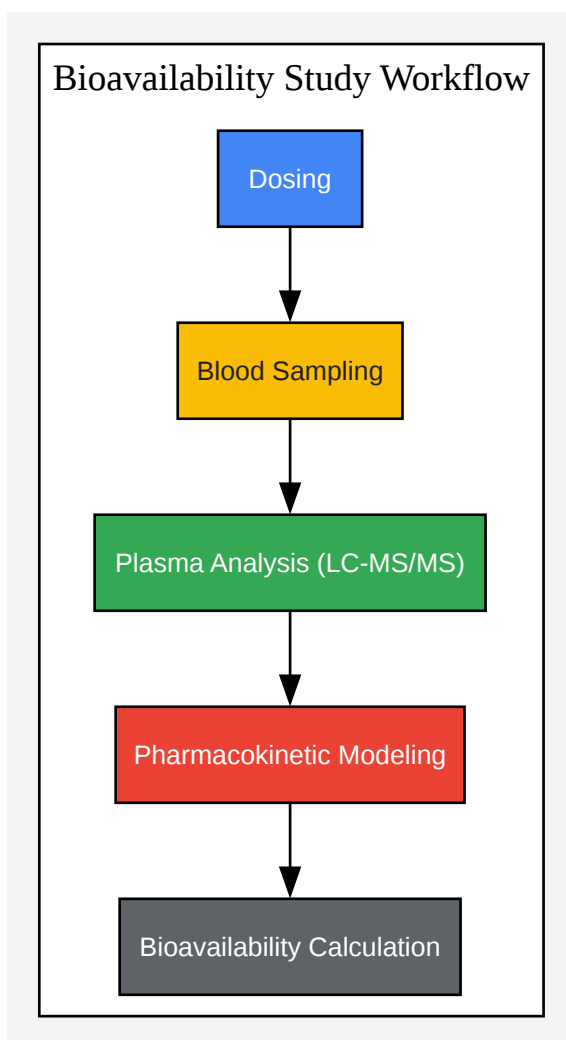 Bioavailability Study Workflow
Dosing
Blood Sampling
Plasma Analysis (LC-MS/MS)
Pharmacokinetic Modeling
Bioavailability Calculation